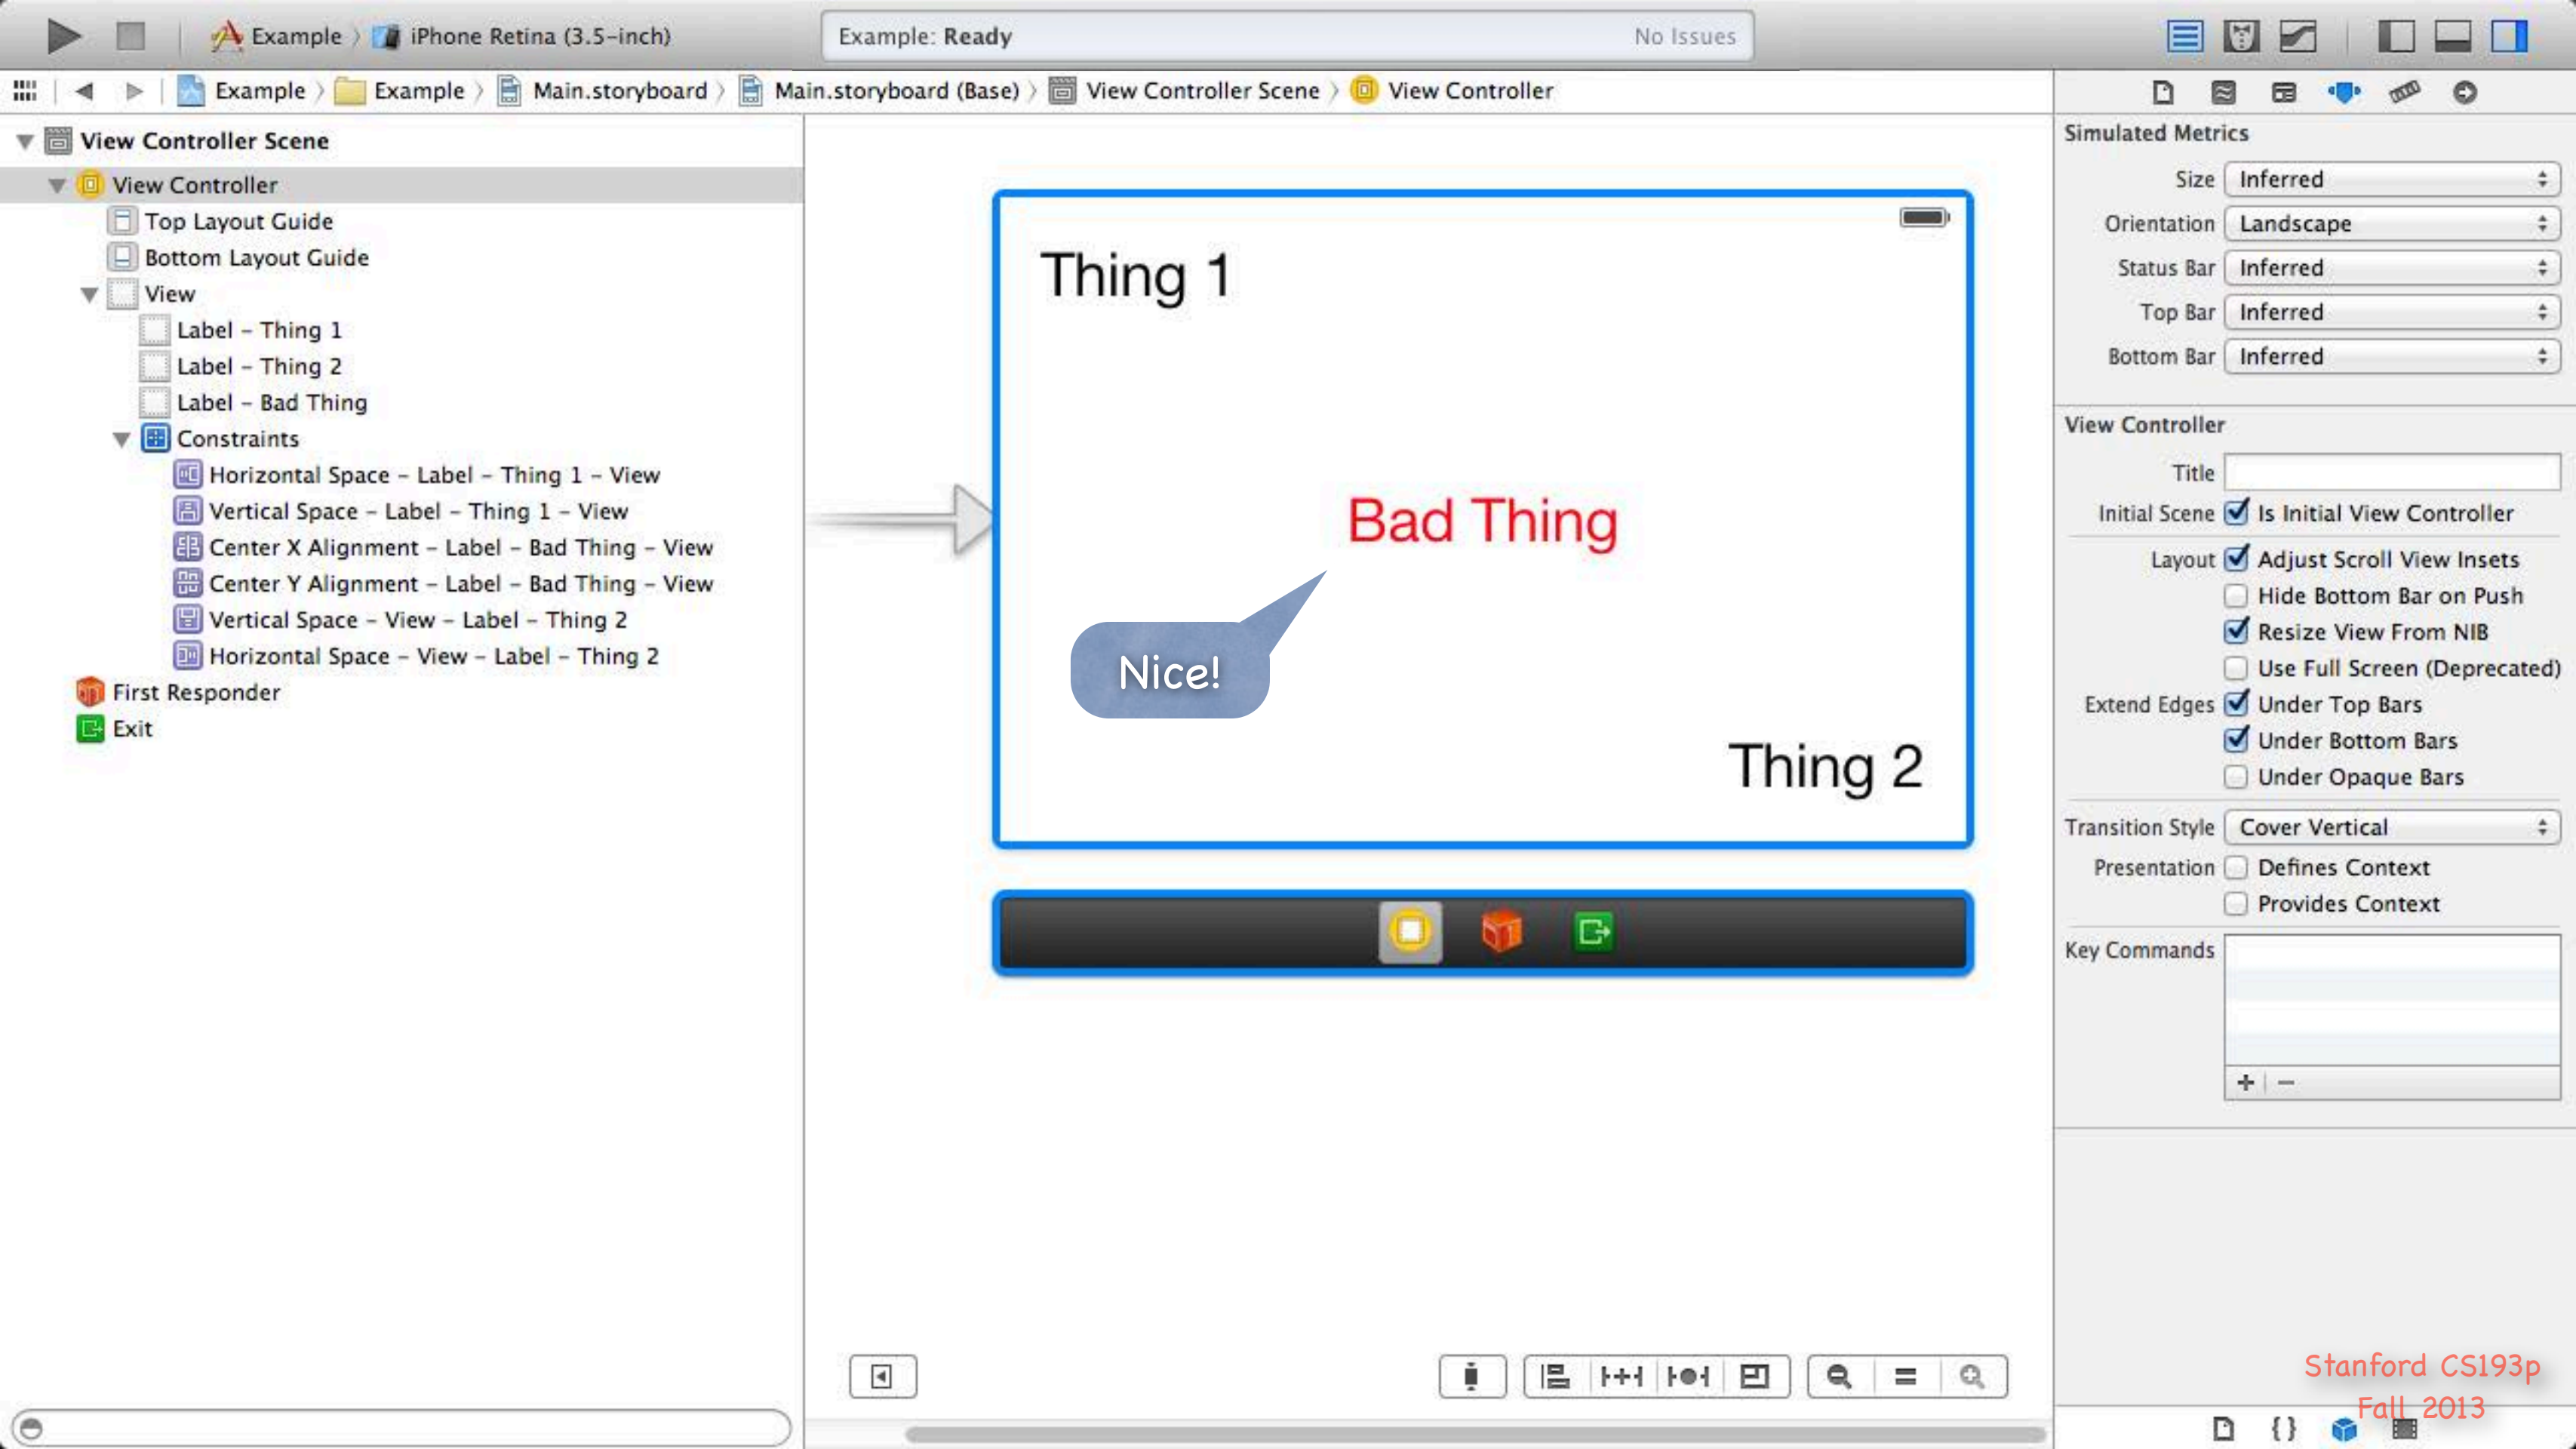 Example  iPhone Retina (3.5-inch)
Example: Ready
No Issues
Example  Example  Main.storyboard  Main.storyboard (Base)  View Controller Scene  View Controller
View Controller Scene
View Controller
Top Layout Guide
Bottom Layout Guide
View
Label – Thing 1
Label – Thing 2
Label – Bad Thing
Constraints
Horizontal Space – Label – Thing 1 – View
Vertical Space – Label – Thing 1 – View
Center X Alignment – Label – Bad Thing – View
Center Y Alignment – Label – Bad Thing – View
Vertical Space – View – Label – Thing 2
Horizontal Space – View – Label – Thing 2
First Responder
Exit
Thing 1
Bad Thing
Nice!
Thing 2
Simulated Metrics
Size Inferred
Orientation Landscape
Status Bar Inferred
Top Bar Inferred
Bottom Bar Inferred
View Controller
Title
Initial Scene Is Initial View Controller
Layout Adjust Scroll View Insets
Hide Bottom Bar on Push
Resize View From NIB
Use Full Screen (Deprecated)
Extend Edges Under Top Bars
Under Bottom Bars
Under Opaque Bars
Transition Style Cover Vertical
Presentation Defines Context
Provides Context
Key Commands
Stanford CS193p
Fall 2013